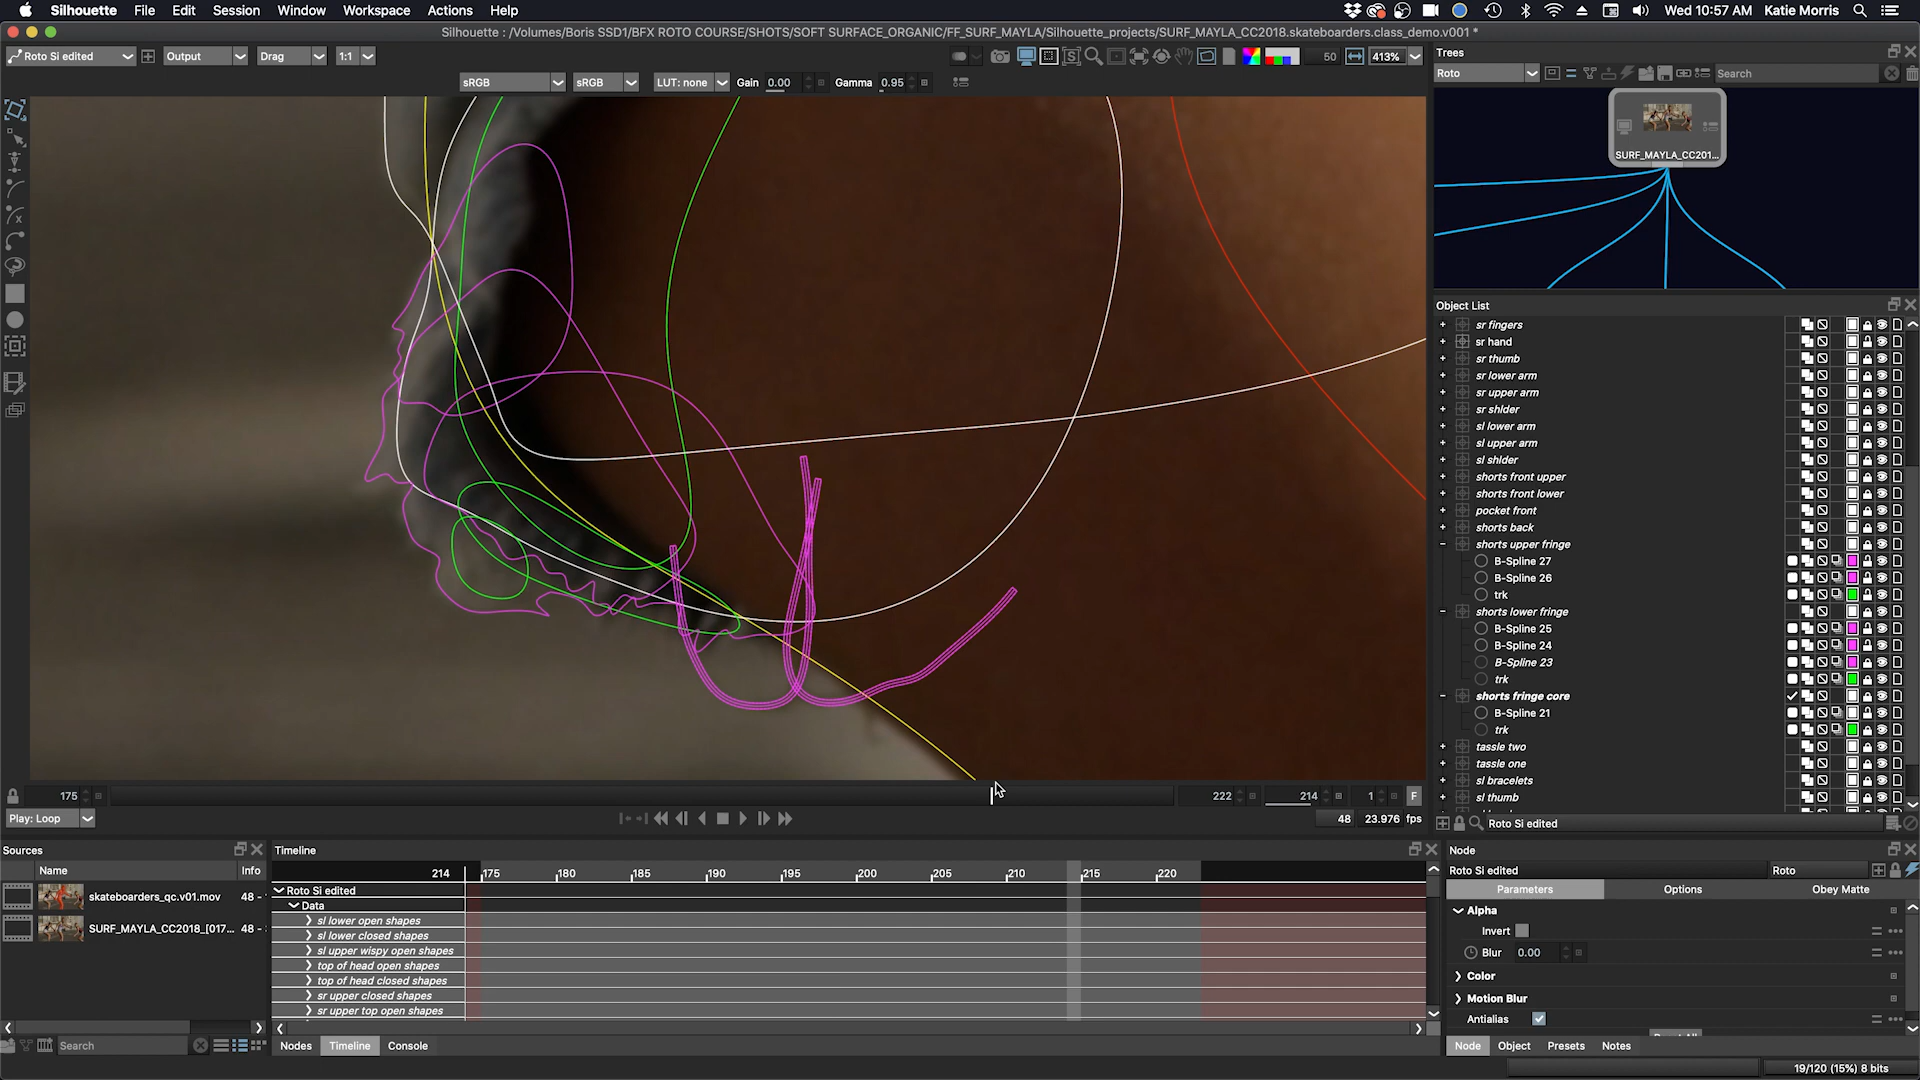 Silhouette File Edit Session Window Workspace Actions Help
Wed 10:57 AM Katie Morris
Silhouette : /Volumes/Boris SSD1/BFX ROTO COURSE/SHOTS/SOFT SURFACE_ORGANIC/FF_SURF_MAYLA/Silhouette_projects/SURF_MAYLA_CC2018.skateboarders.class_demo.v001 *
Trees
Roto Si edited Output Drag 1:1 50 413%
Roto Search
sRGB sRGB LUT: none Gain 0.00 Gamma 0.95
SURF_MAYLA_CC201...
Object List
sr fingers
sr hand
sr thumb
sr lower arm
sr upper arm
sr shlder
sl lower arm
sl upper arm
sl shlder
shorts front upper
shorts front lower
pocket front
shorts back
shorts upper fringe
B-Spline 27
B-Spline 26
trk
shorts lower fringe
B-Spline 25
B-Spline 24
B-Spline 23
trk
shorts fringe core
B-Spline 21
trk
tassle two
tassle one
sl bracelets
sl thumb
175 222 214 1 F
Play: Loop 48 23.976 fps
Roto Si edited
Sources Timeline Node
Name Info
214 175 180 185 190 195 200 205 210 215 220
Roto Si edited Roto
skateboarders_qc.v01.mov 48 -
SURF_MAYLA_CC2018_[017... 48 -
Roto Si edited
Data
sl lower open shapes
sl lower closed shapes
sl upper wispy open shapes
top of head open shapes
top of head closed shapes
sr upper closed shapes
sr upper top open shapes
Parameters Options Obey Matte
Alpha
Invert
Blur 0.00
Color
Motion Blur
Antialias
Search
Nodes Timeline Console
Node Object Presets Notes
19/120 (15%) 8 bits